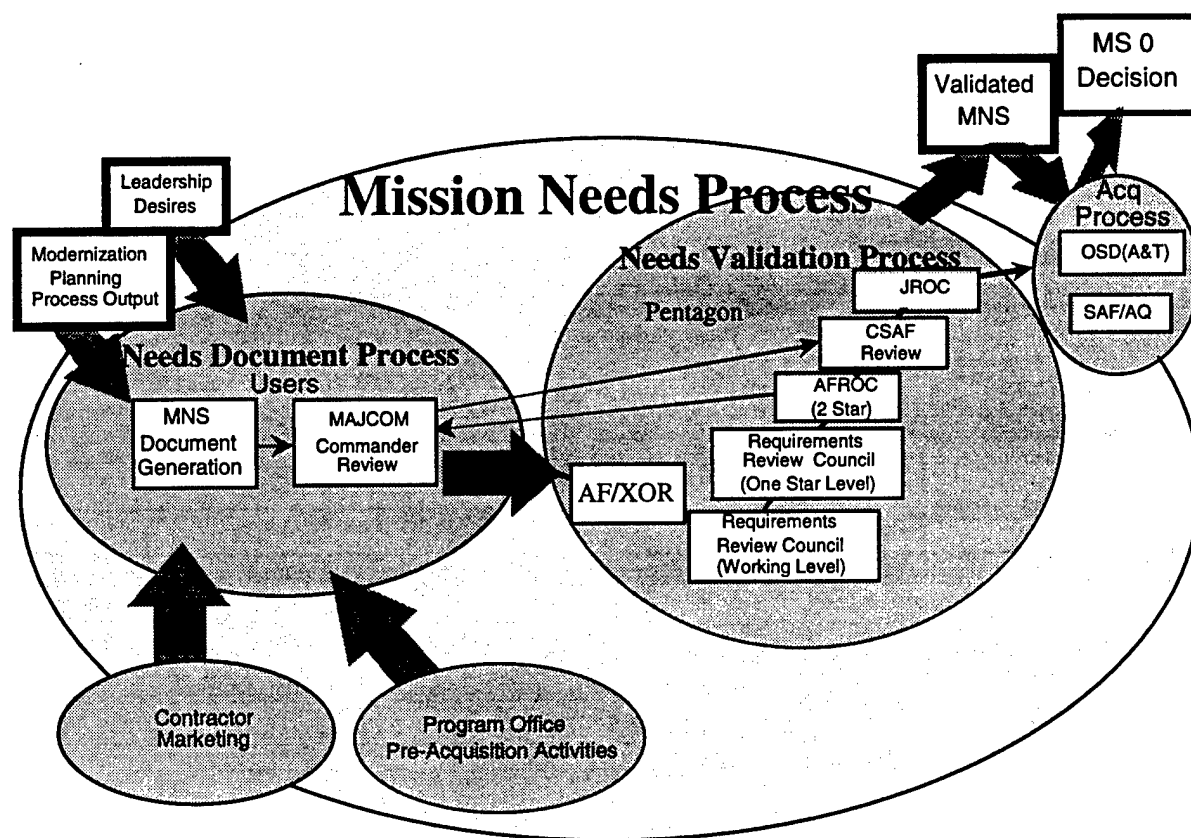 MS 0
Decision
Validated
MNS
Leadership
Desires
Mission Needs Process
Acq
Process
Modernization
Planning
Process Output
Needs Validation Process
OSD(A&T)
JROC
Pentagon
SAF/AQ
CSAF
Review
Needs Document Process
Users
AFROC
(2 Star)
MNS
Document
Generation
MAJCOM
Commander
Review
Requirements
Review Council
(One Star Level)
AF/XOR
Requirements
Review Council
(Working Level)
Contractor
Marketing
Program Office
Pre-Acquisition Activities